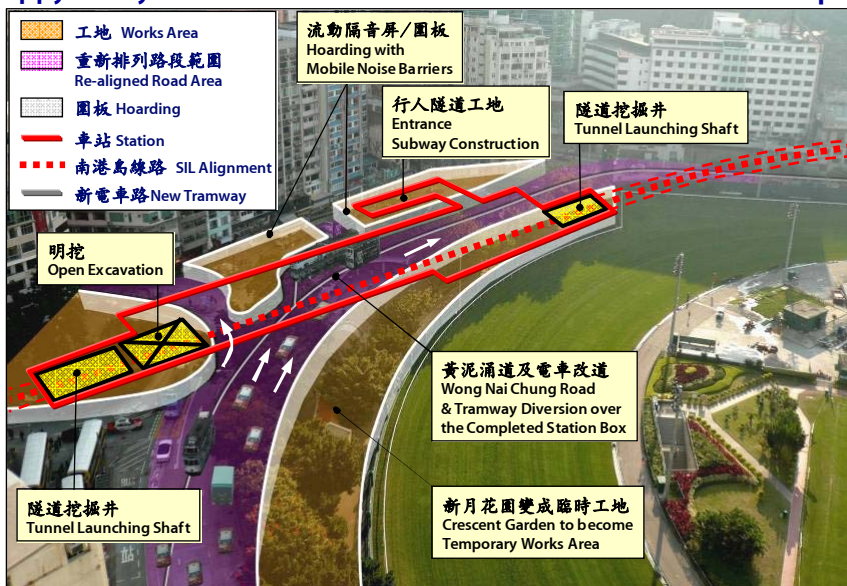 工地 Works Area
重新排列路段範圍
Re-aligned Road Area
圍板 Hoarding
車站 Station
南港島線路 SIL Alignment
新電車路 New Tramway
流動隔音屏/圍板
Hoarding with
Mobile Noise Barriers
行人隧道工地
Entrance
Subway Construction
隧道挖掘井
Tunnel Launching Shaft
明挖
Open Excavation
黃泥涌道及電車改道
Wong Nai Chung Road
& Tramway Diversion over
the Completed Station Box
隧道挖掘井
Tunnel Launching Shaft
新月花園變成臨時工地
Crescent Garden to become
Temporary Works Area